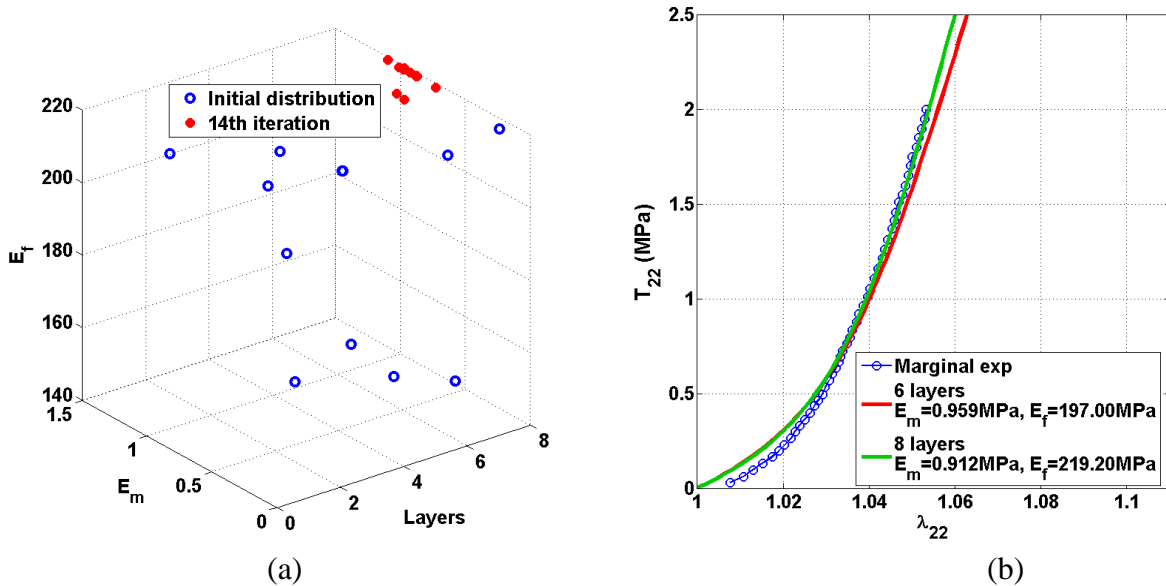 220
200
180
160
140
E_f
1.5
1
0.5
0
E_m
0
2
4
6
8
Layers
Initial distribution
14th iteration
(a)
2.5
2
1.5
1
0.5
0
T_22 (MPa)
1
1.02
1.04
1.06
1.08
1.1
λ_22
Marginal exp
6 layers
E_m=0.959MPa, E_f=197.00MPa
8 layers
E_m=0.912MPa, E_f=219.20MPa
(b)